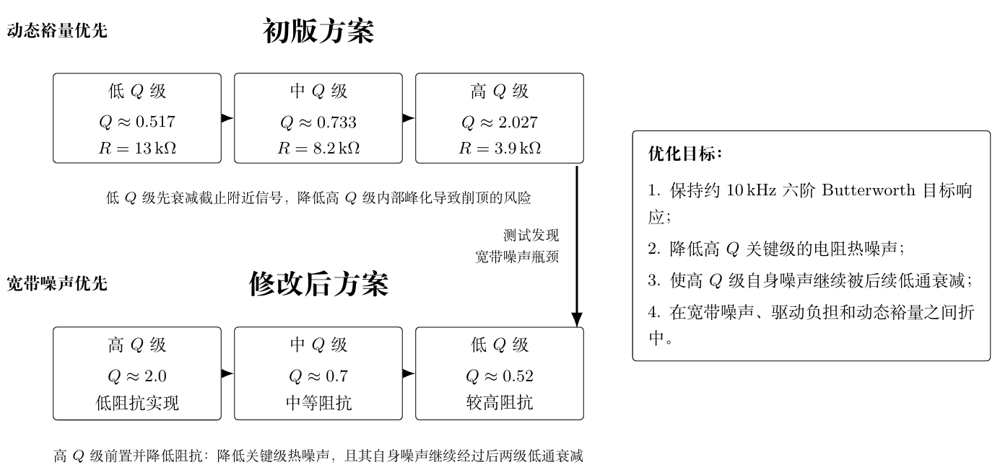 动态裕量优先
初版方案
低 Q 级
Q ≈ 0.517
R = 13 kΩ
中 Q 级
Q ≈ 0.733
R = 8.2 kΩ
高 Q 级
Q ≈ 2.027
R = 3.9 kΩ
低 Q 级先衰减截止附近信号，降低高 Q 级内部峰化导致削顶的风险
测试发现
宽带噪声瓶颈
宽带噪声优先
修改后方案
高 Q 级
Q ≈ 2.0
低阻抗实现
中 Q 级
Q ≈ 0.7
中等阻抗
低 Q 级
Q ≈ 0.52
较高阻抗
高 Q 级前置并降低阻抗：降低关键级热噪声，且其自身噪声继续经过后两级低通衰减
优化目标：
1. 保持约 10 kHz 六阶 Butterworth 目标响
应；
2. 降低高 Q 关键级的电阻热噪声；
3. 使高 Q 级自身噪声继续被后续低通衰减；
4. 在宽带噪声、驱动负担和动态裕量之间折
中。